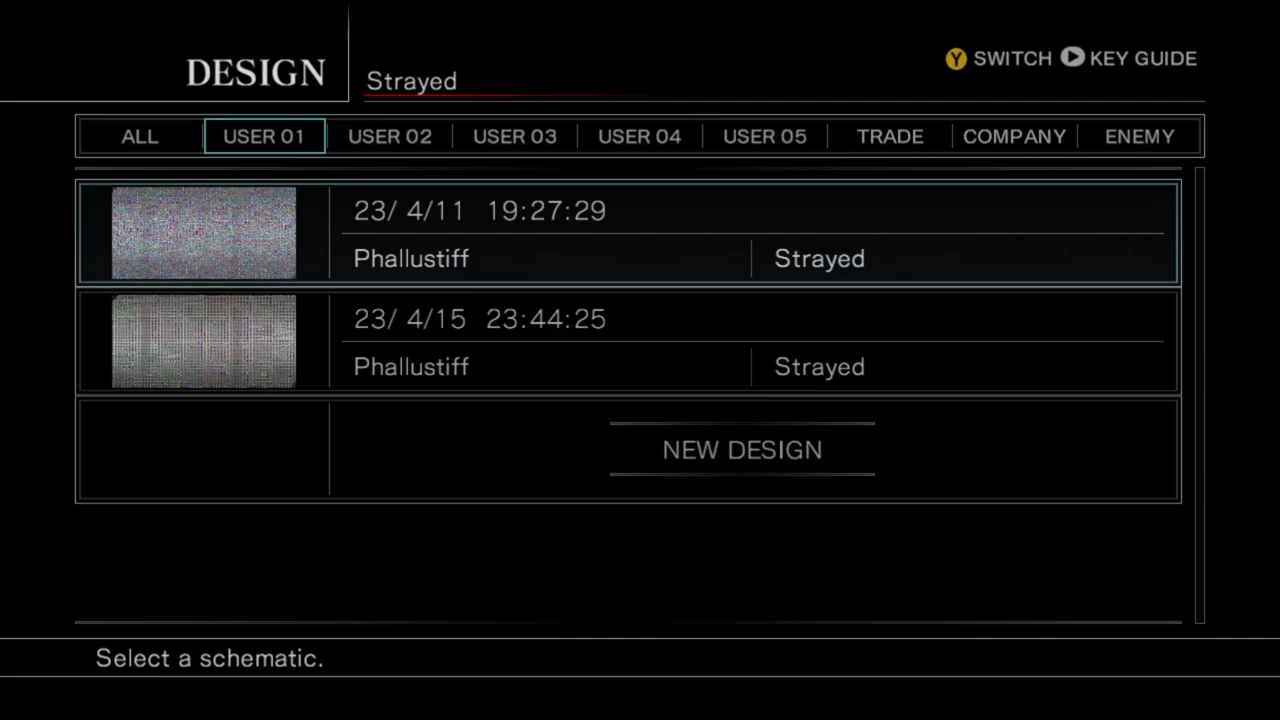 DESIGN
Strayed
Y SWITCH KEY GUIDE
ALL USER 01 USER 02 USER 03 USER 04 USER 05 TRADE COMPANY ENEMY
23/ 4/11 19:27:29
Phallustiff Strayed
23/ 4/15 23:44:25
Phallustiff Strayed
NEW DESIGN
Select a schematic.